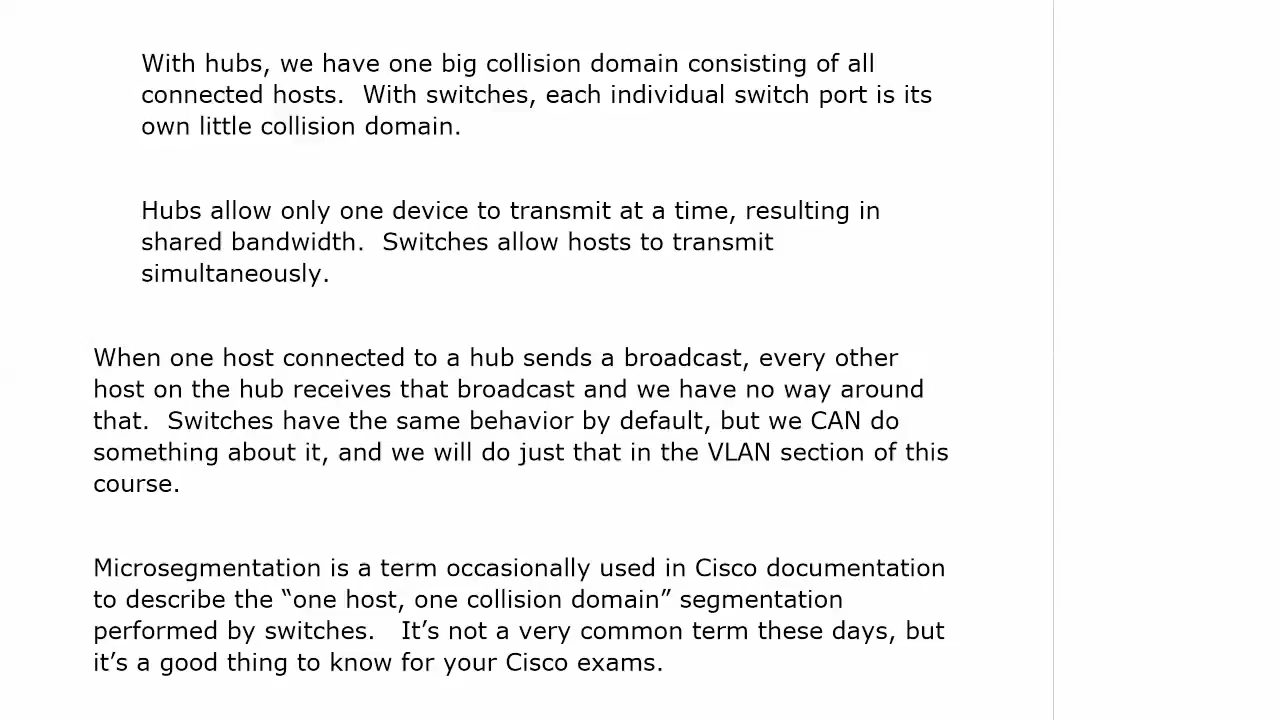 With hubs, we have one big collision domain consisting of all
connected hosts.  With switches, each individual switch port is its
own little collision domain.
Hubs allow only one device to transmit at a time, resulting in
shared bandwidth.  Switches allow hosts to transmit
simultaneously.
When one host connected to a hub sends a broadcast, every other
host on the hub receives that broadcast and we have no way around
that.  Switches have the same behavior by default, but we CAN do
something about it, and we will do just that in the VLAN section of this
course.
Microsegmentation is a term occasionally used in Cisco documentation
to describe the “one host, one collision domain” segmentation
performed by switches.   It’s not a very common term these days, but
it’s a good thing to know for your Cisco exams.